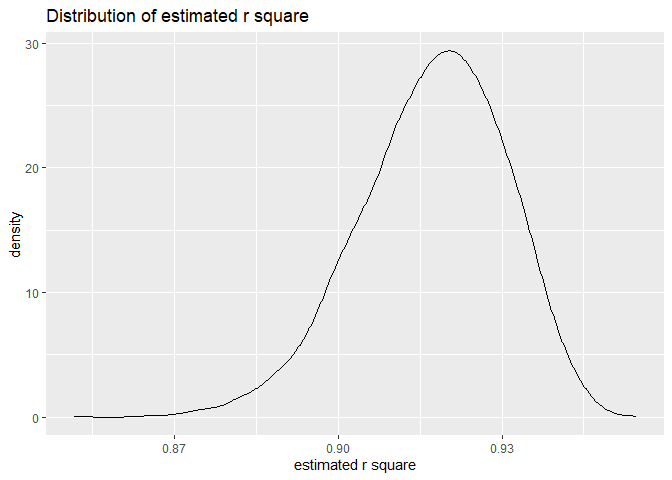 Distribution of estimated r square
30
20
10
0
density
0.87
0.90
0.93
estimated r square